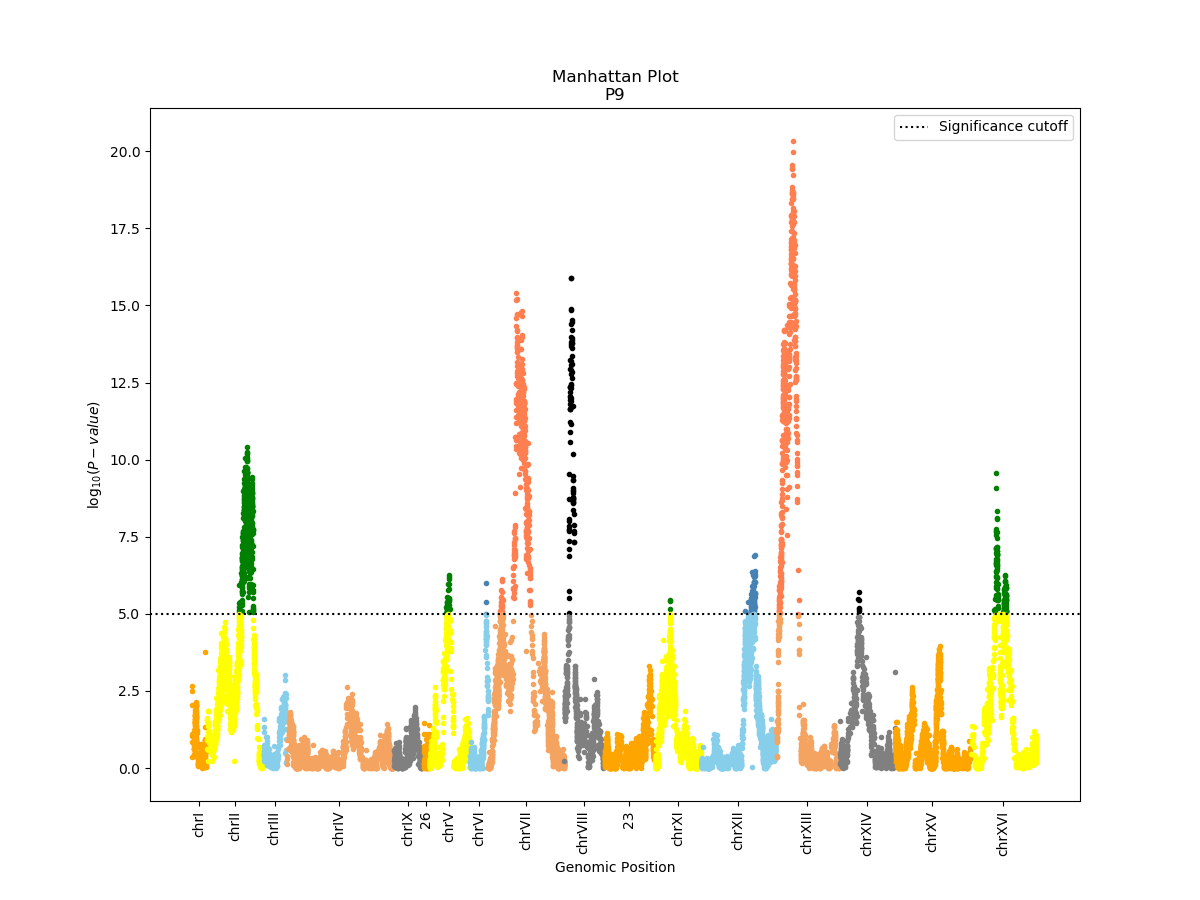 Manhattan Plot
P9
Significance cutoff
20.0
17.5
15.0
12.5
10.0
7.5
5.0
2.5
0.0
log10(P − value)
chrI
chrII
chrIII
chrIV
chrIX
26
chrV
chrVI
chrVII
chrVIII
23
chrXI
chrXII
chrXIII
chrXIV
chrXV
chrXVI
Genomic Position